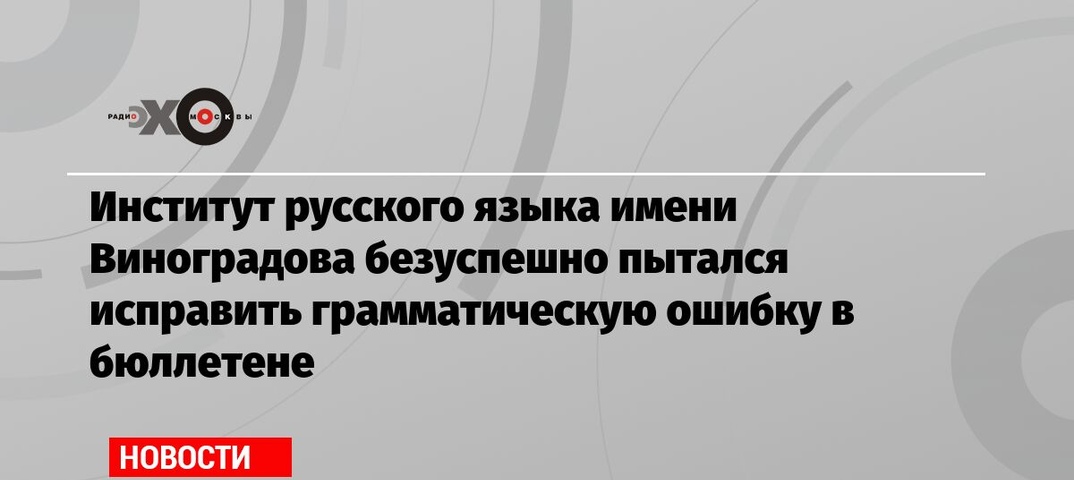 РАДИО ЭХО МОСКВЫ
Институт русского языка имени
Виноградова безуспешно пытался
исправить грамматическую ошибку в
бюллетене
НОВОСТИ